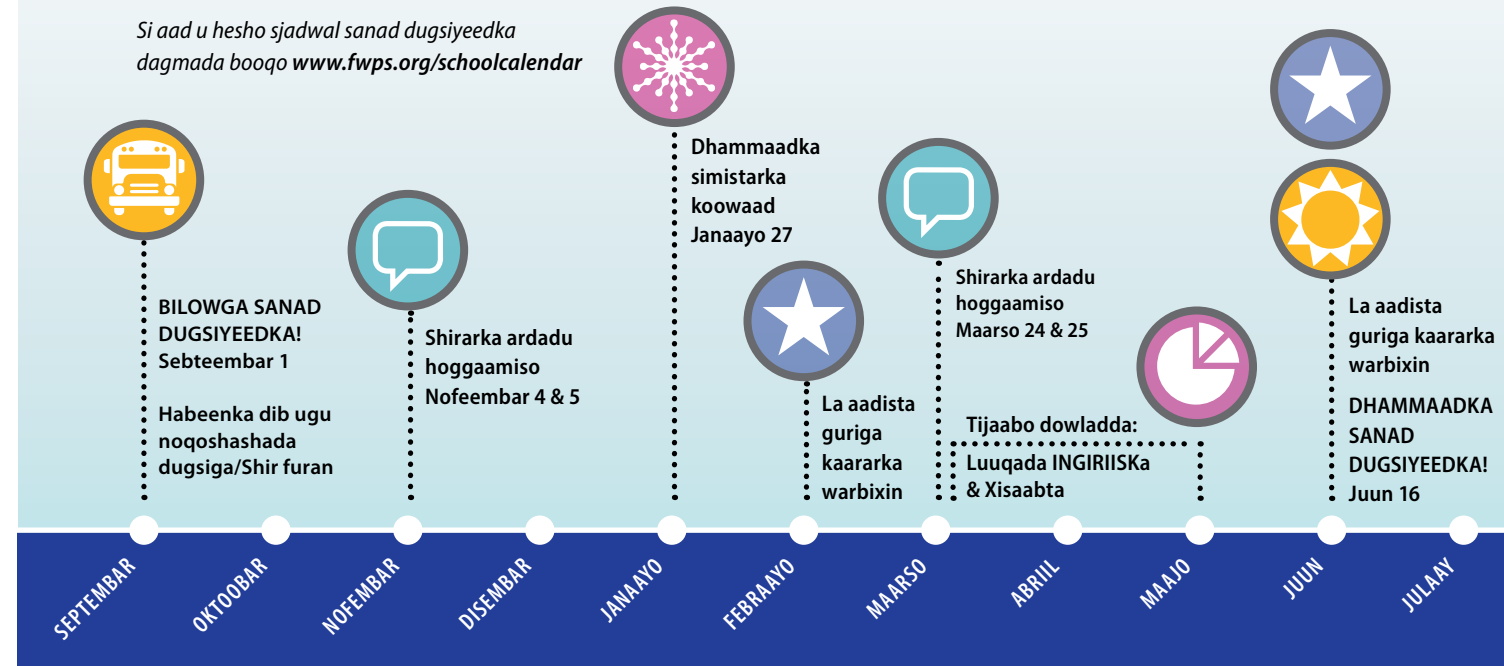 Si aad u hesho sjadwal sanad dugsiyeedka
dagmada booqo www.fwps.org/schoolcalendar
BILOWGA SANAD
DUGSIYEEDKA!
Sebteembar 1
Habeenka dib ugu
noqoshashada
dugsiga/Shir furan
Shirarka ardadu
hoggaamiso
Nofeembar 4 & 5
Dhammaadka
simistarka
koowaad
Janaayo 27
La aadista
guriga
kaararka
warbixin
Shirarka ardadu
hoggaamiso
Maarso 24 & 25
Tijaabo dowladda:
Luuqada INGIRIISKa
& Xisaabta
La aadista
guriga kaararka
warbixin
DHAMMAADKA
SANAD
DUGSIYEEDKA!
Juun 16
SEPTEMBAR
OKTOOBAR
NOFEMBAR
DISEMBAR
JANAAYO
FEBRAAYO
MAARSO
ABRIIL
MAAJO
JUUN
JULAAY